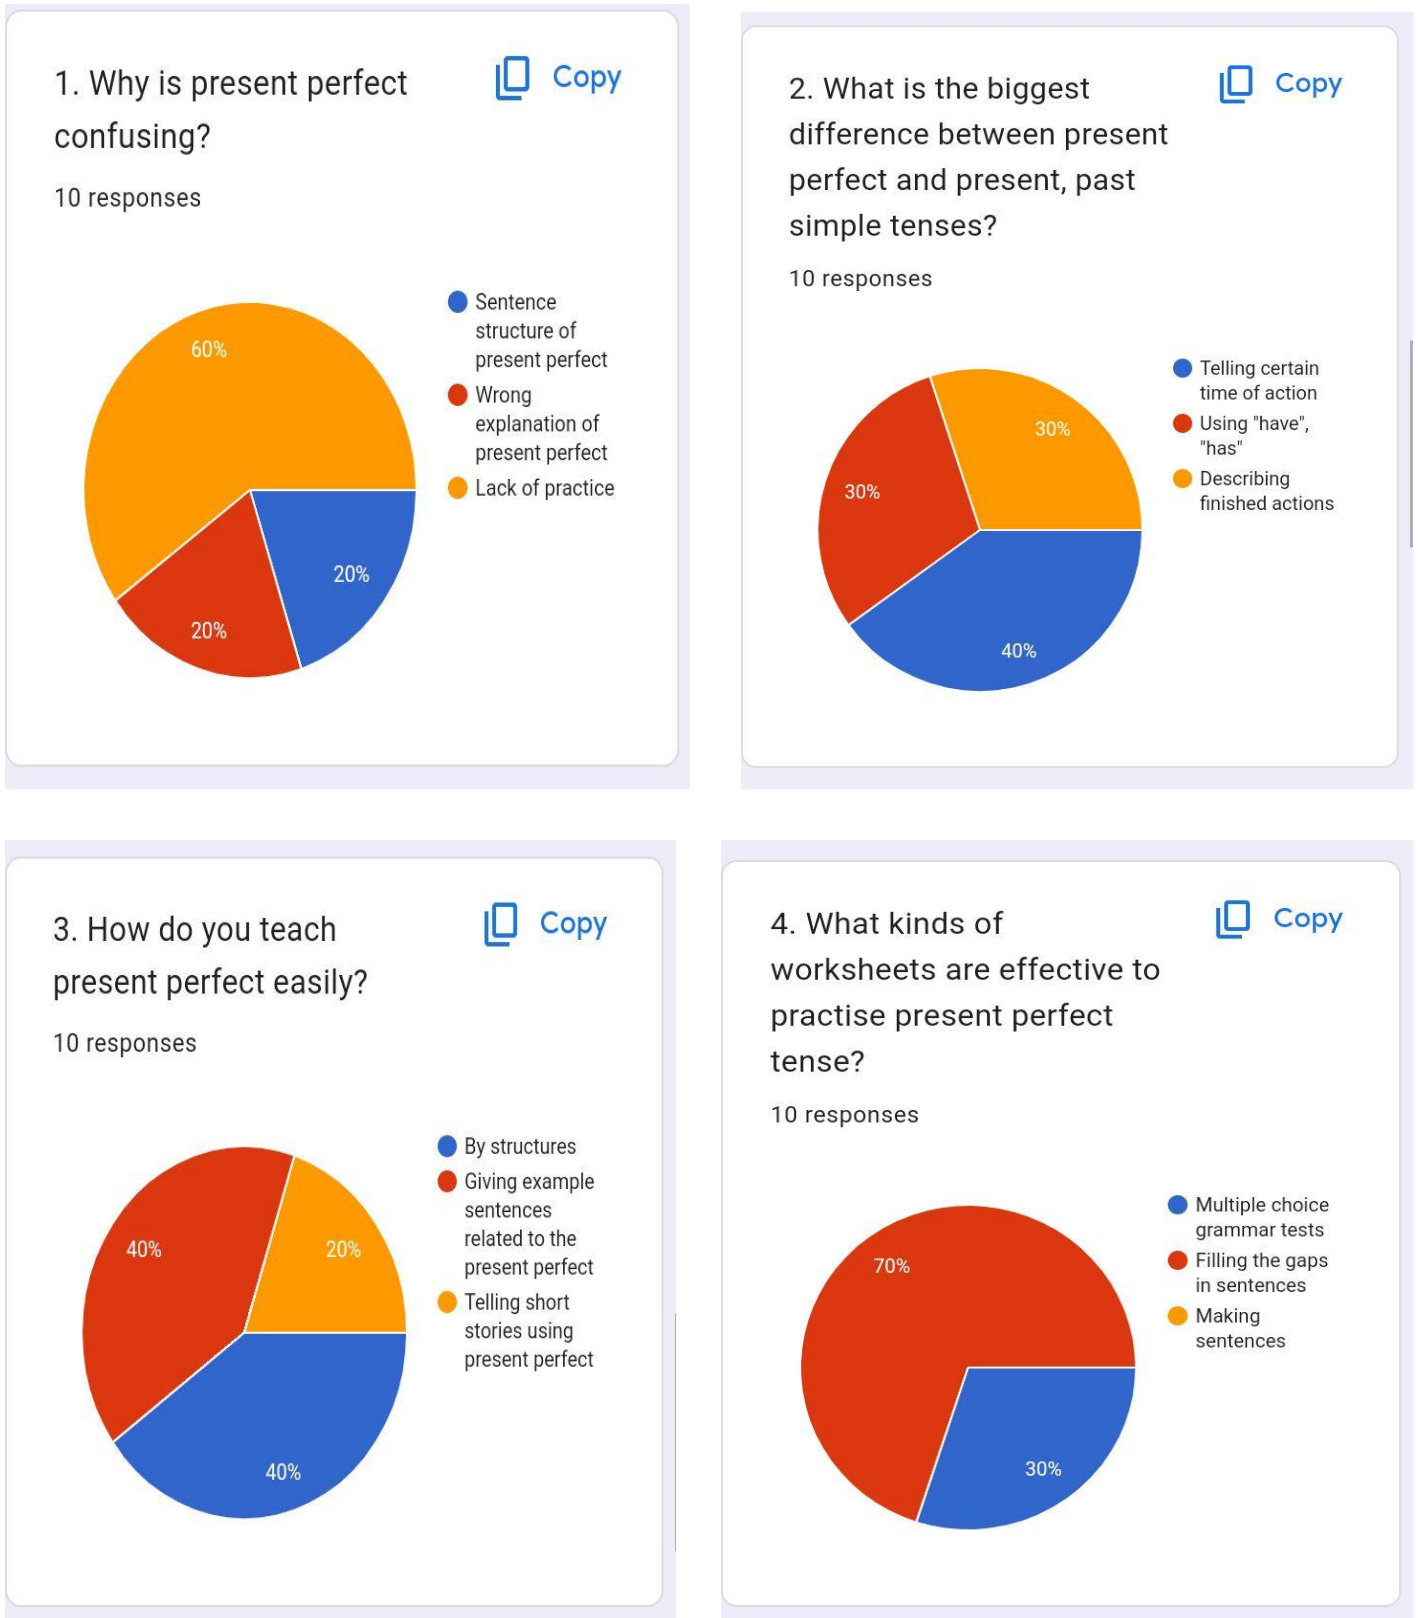 1. Why is present perfect
confusing?
Copy
10 responses
60%
20%
20%
Sentence
structure of
present perfect
Wrong
explanation of
present perfect
Lack of practice
2. What is the biggest
difference between present
perfect and present, past
simple tenses?
Copy
10 responses
30%
30%
40%
Telling certain
time of action
Using "have",
"has"
Describing
finished actions
3. How do you teach
present perfect easily?
Copy
10 responses
40%
20%
40%
By structures
Giving example
sentences
related to the
present perfect
Telling short
stories using
present perfect
4. What kinds of
worksheets are effective to
practise present perfect
tense?
Copy
10 responses
70%
30%
Multiple choice
grammar tests
Filling the gaps
in sentences
Making
sentences